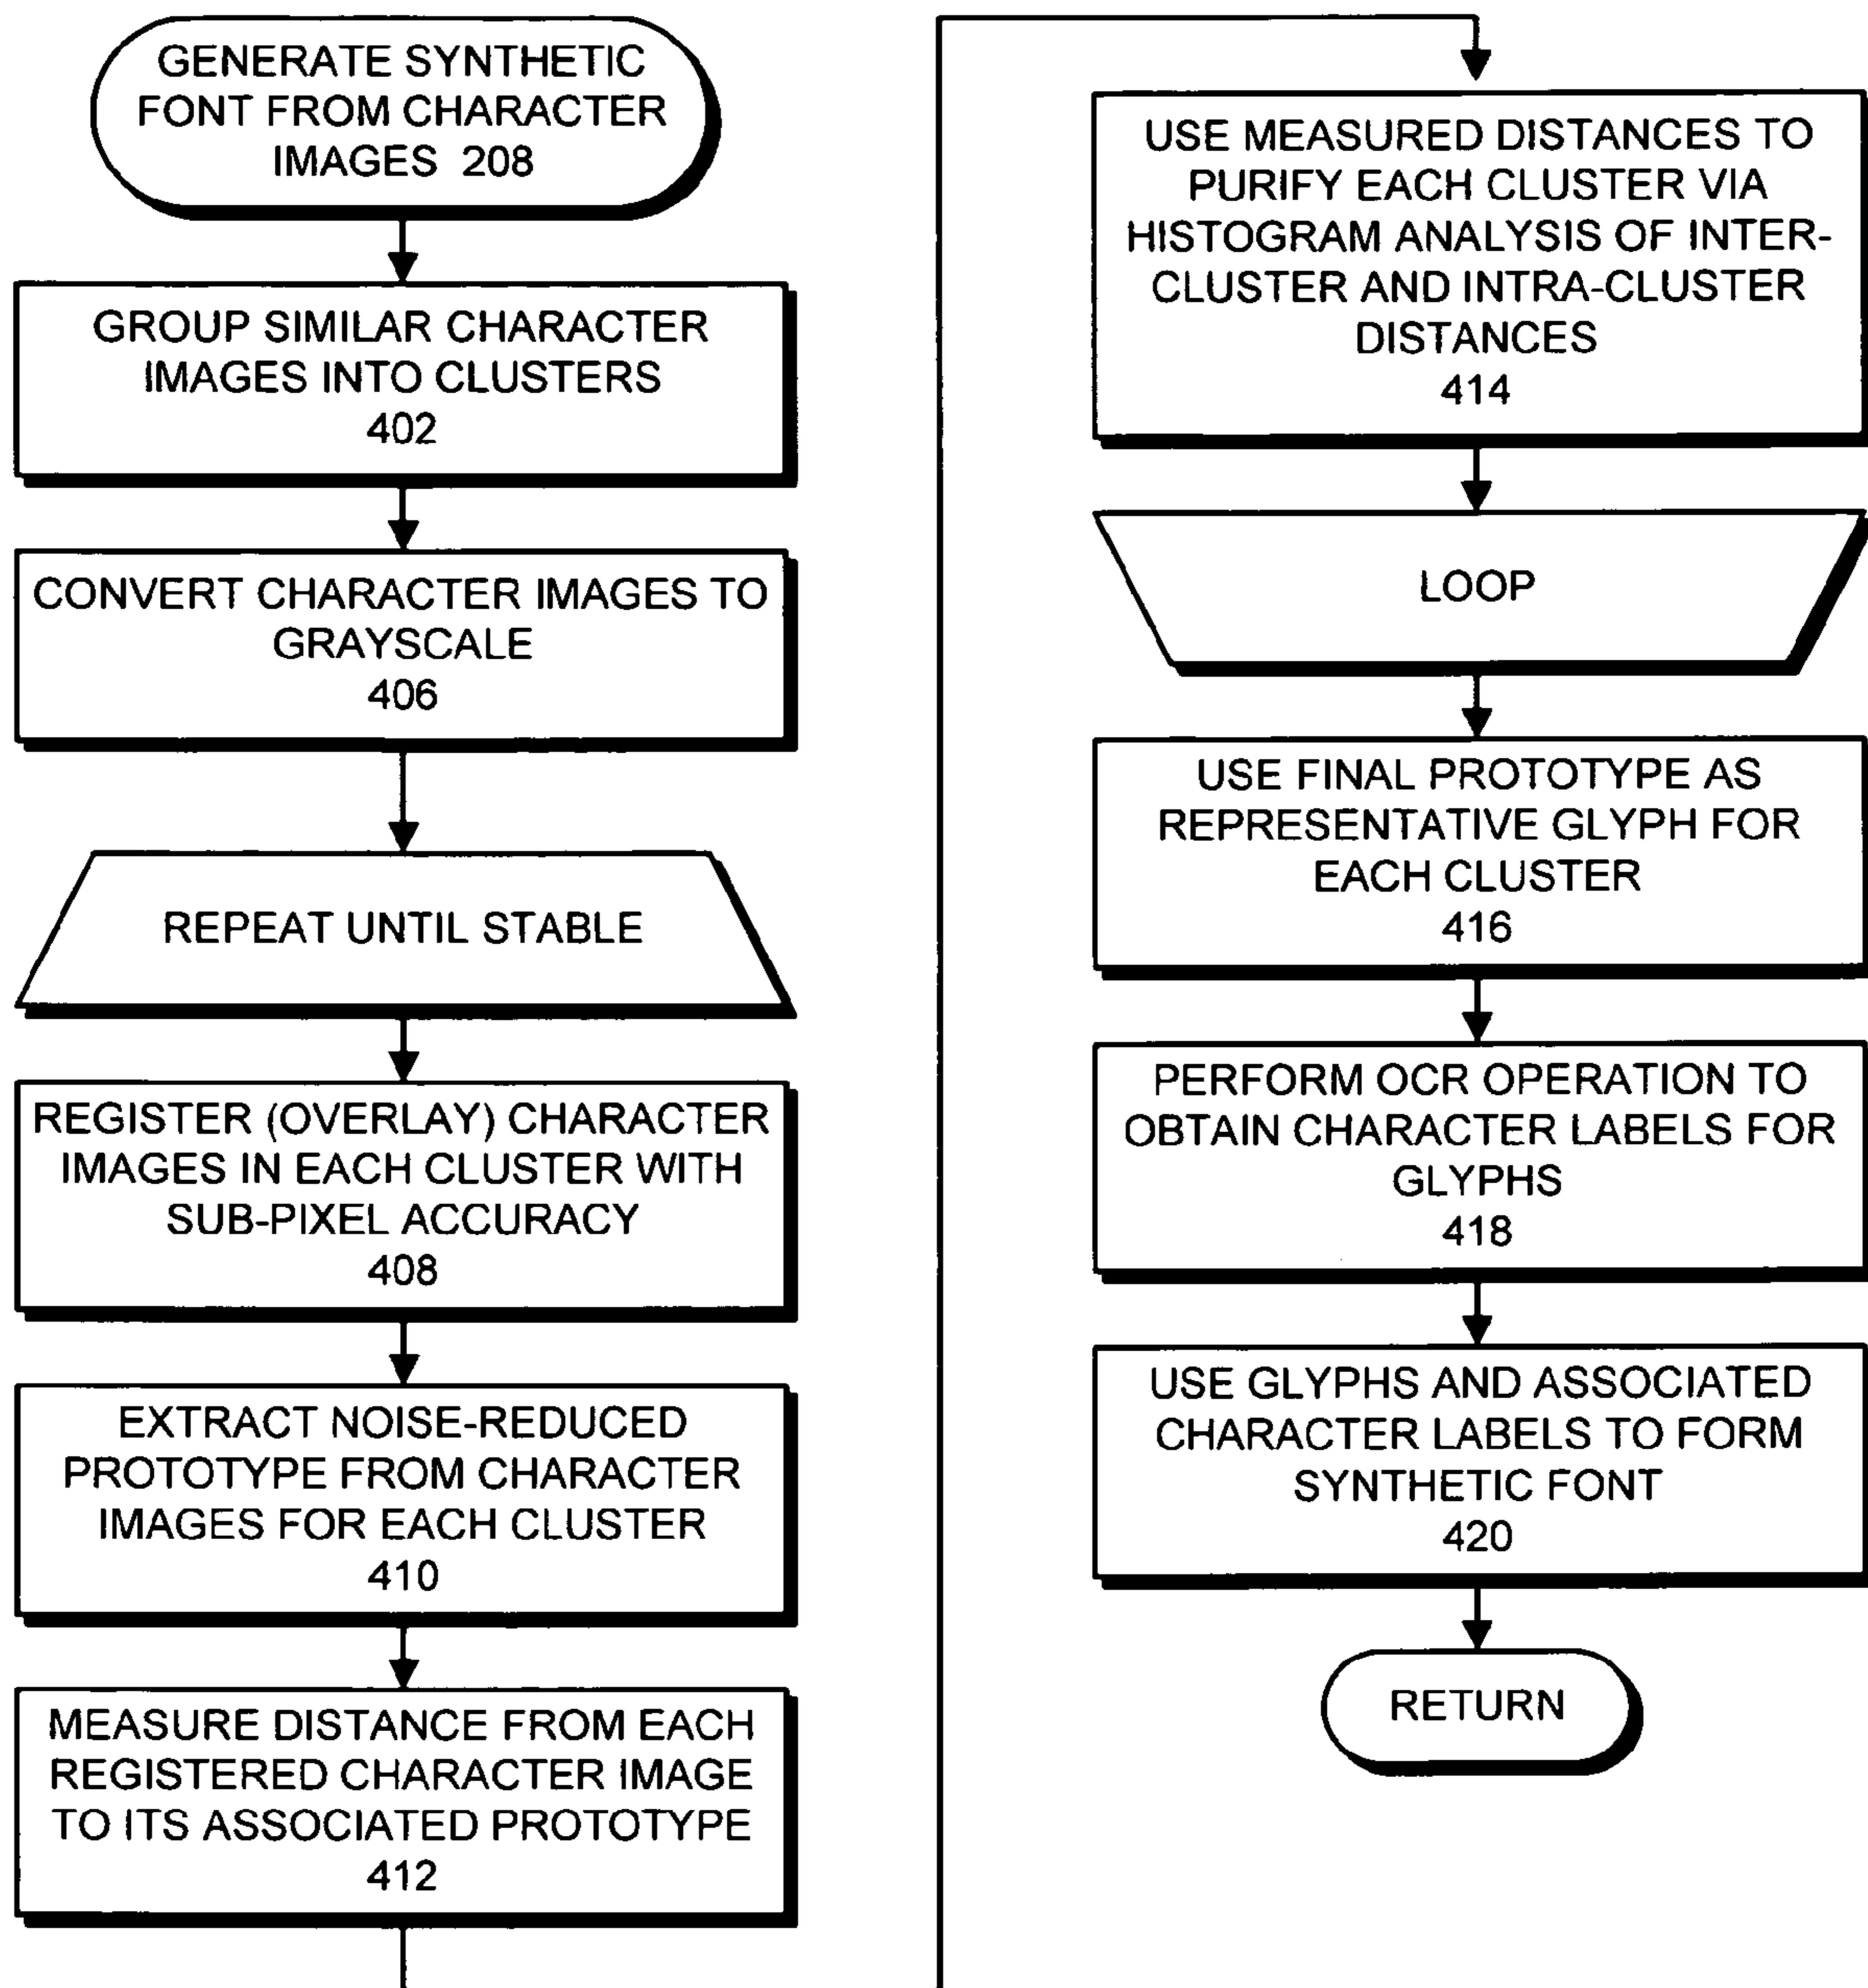 GENERATE SYNTHETIC
FONT FROM CHARACTER
IMAGES 208
GROUP SIMILAR CHARACTER
IMAGES INTO CLUSTERS
402
CONVERT CHARACTER IMAGES TO
GRAYSCALE
406
REPEAT UNTIL STABLE
REGISTER (OVERLAY) CHARACTER
IMAGES IN EACH CLUSTER WITH
SUB-PIXEL ACCURACY
408
EXTRACT NOISE-REDUCED
PROTOTYPE FROM CHARACTER
IMAGES FOR EACH CLUSTER
410
MEASURE DISTANCE FROM EACH
REGISTERED CHARACTER IMAGE
TO ITS ASSOCIATED PROTOTYPE
412
USE MEASURED DISTANCES TO
PURIFY EACH CLUSTER VIA
HISTOGRAM ANALYSIS OF INTER-
CLUSTER AND INTRA-CLUSTER
DISTANCES
414
LOOP
USE FINAL PROTOTYPE AS
REPRESENTATIVE GLYPH FOR
EACH CLUSTER
416
PERFORM OCR OPERATION TO
OBTAIN CHARACTER LABELS FOR
GLYPHS
418
USE GLYPHS AND ASSOCIATED
CHARACTER LABELS TO FORM
SYNTHETIC FONT
420
RETURN